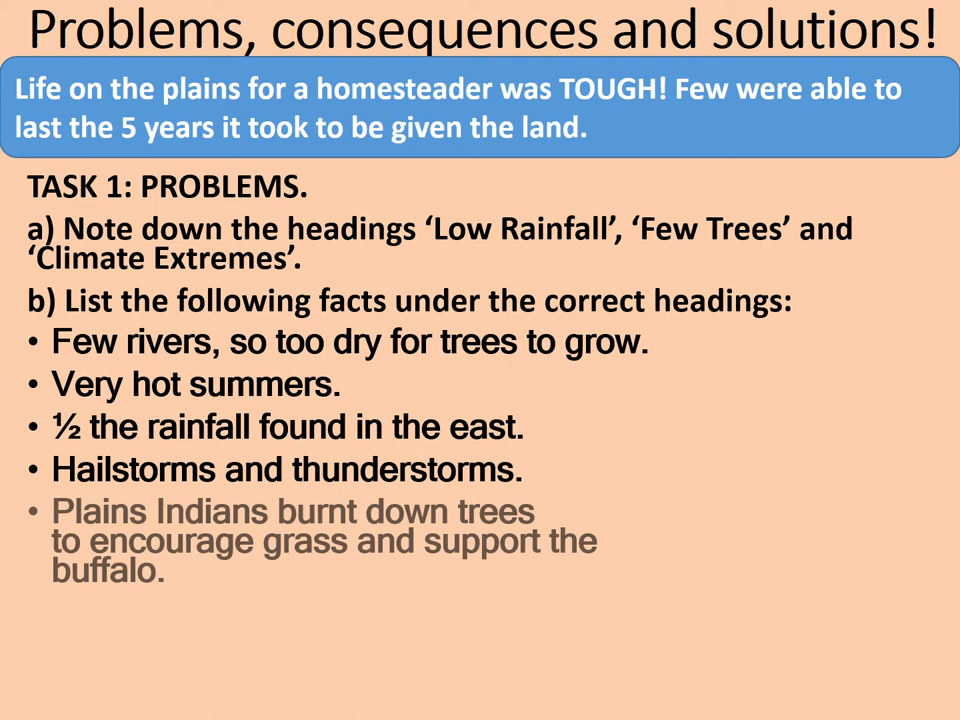 Problems, consequences and solutions!
Life on the plains for a homesteader was TOUGH! Few were able to
last the 5 years it took to be given the land.
TASK 1: PROBLEMS.
a) Note down the headings ‘Low Rainfall’, ‘Few Trees’ and
‘Climate Extremes’.
b) List the following facts under the correct headings:
• Few rivers, so too dry for trees to grow.
• Very hot summers.
• ½ the rainfall found in the east.
• Hailstorms and thunderstorms.
• Plains Indians burnt down trees
to encourage grass and support the
buffalo.